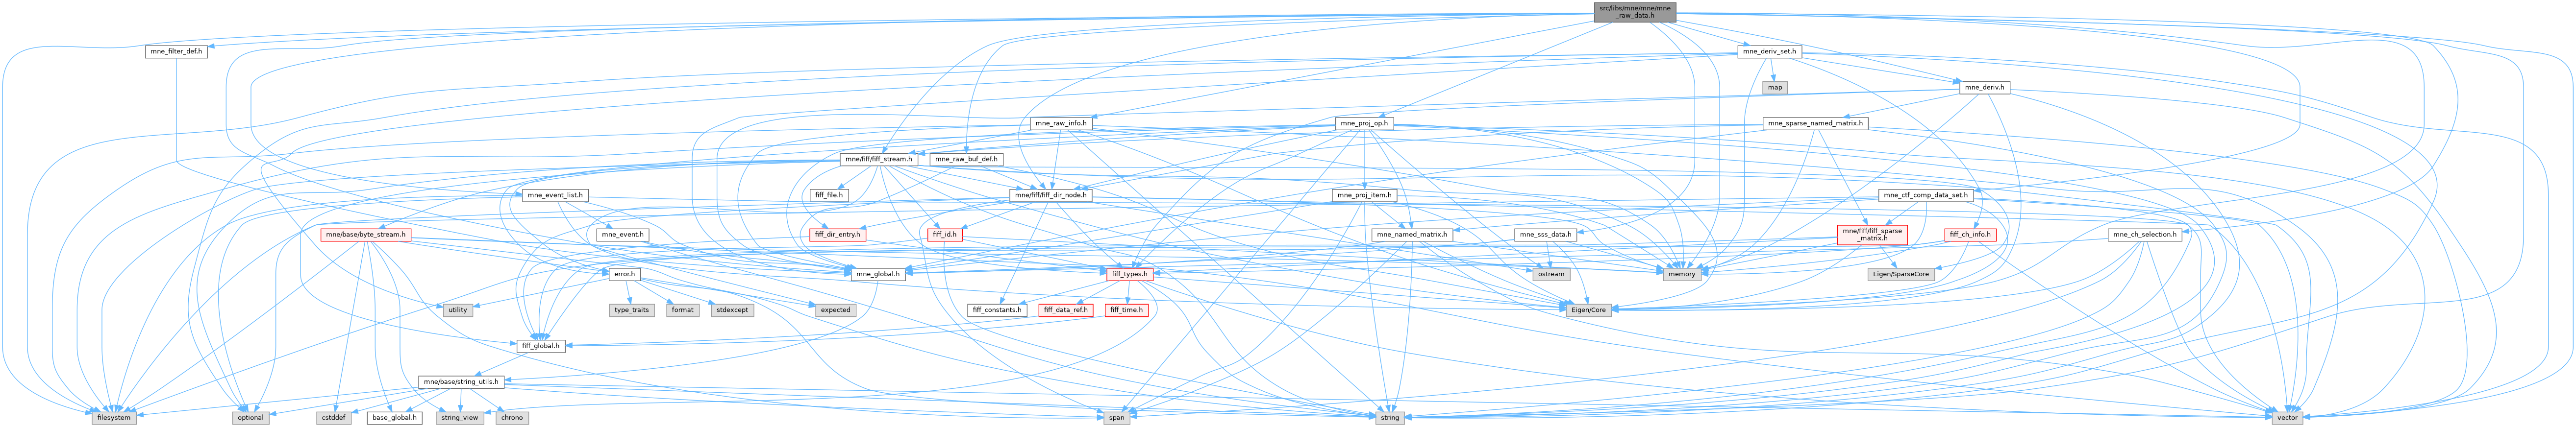 src/libs/mne/mne/mne
_raw_data.h
mne_filter_def.h
mne_deriv_set.h
map
mne_deriv.h
mne_raw_info.h
mne_proj_op.h
mne_sparse_named_matrix.h
mne/fiff/fiff_stream.h
mne_raw_buf_def.h
fiff_file.h
mne_event_list.h
mne/fiff/fiff_dir_node.h
mne_proj_item.h
mne_ctf_comp_data_set.h
mne/base/byte_stream.h
mne_event.h
fiff_dir_entry.h
fiff_id.h
mne_named_matrix.h
mne_sss_data.h
mne/fiff/fiff_sparse
_matrix.h
fiff_ch_info.h
mne_ch_selection.h
error.h
mne_global.h
fiff_types.h
ostream
memory
Eigen/SparseCore
utility
type_traits
format
stdexcept
expected
fiff_constants.h
fiff_data_ref.h
fiff_time.h
Eigen/Core
fiff_global.h
mne/base/string_utils.h
filesystem
optional
cstddef
base_global.h
string_view
chrono
span
string
vector